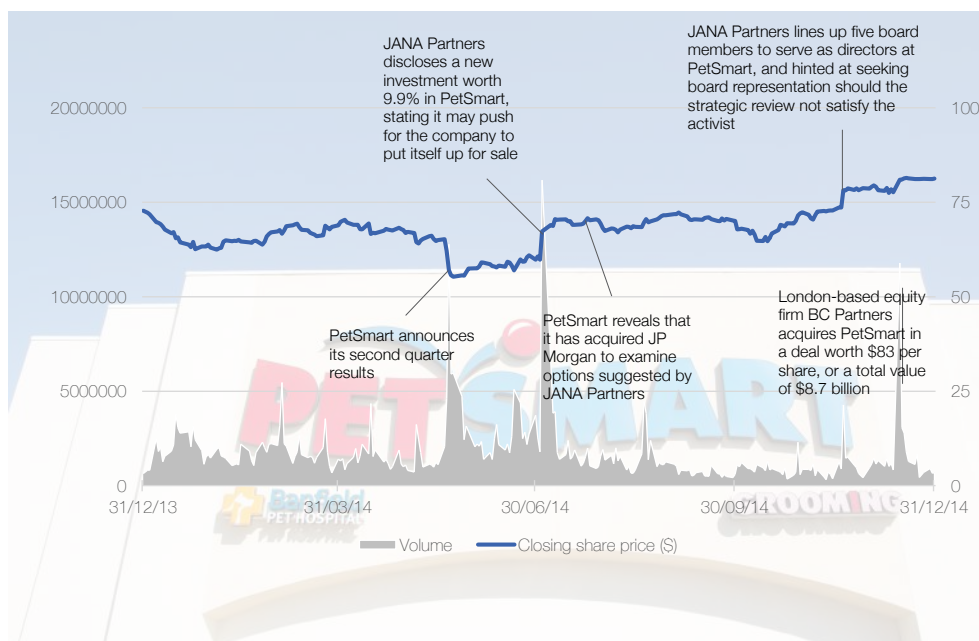 JANA Partners
discloses a new
investment worth
9.9% in PetSmart,
stating it may push
for the company to
put itself up for sale
JANA Partners lines up five board
members to serve as directors at
PetSmart, and hinted at seeking
board representation should the
strategic review not satisfy the
activist
20000000
100
15000000
75
10000000
50
5000000
25
0
0
PetSmart announces
its second quarter
results
PetSmart reveals that
it has acquired JP
Morgan to examine
options suggested by
JANA Partners
London-based equity
firm BC Partners
acquires PetSmart in
a deal worth $83 per
share, or a total value
of $8.7 billion
PETSMART
31/12/13
31/03/14
30/06/14
30/09/14
31/12/14
Banfield
PET HOSPITAL
GROOMING
Volume
Closing share price ($)